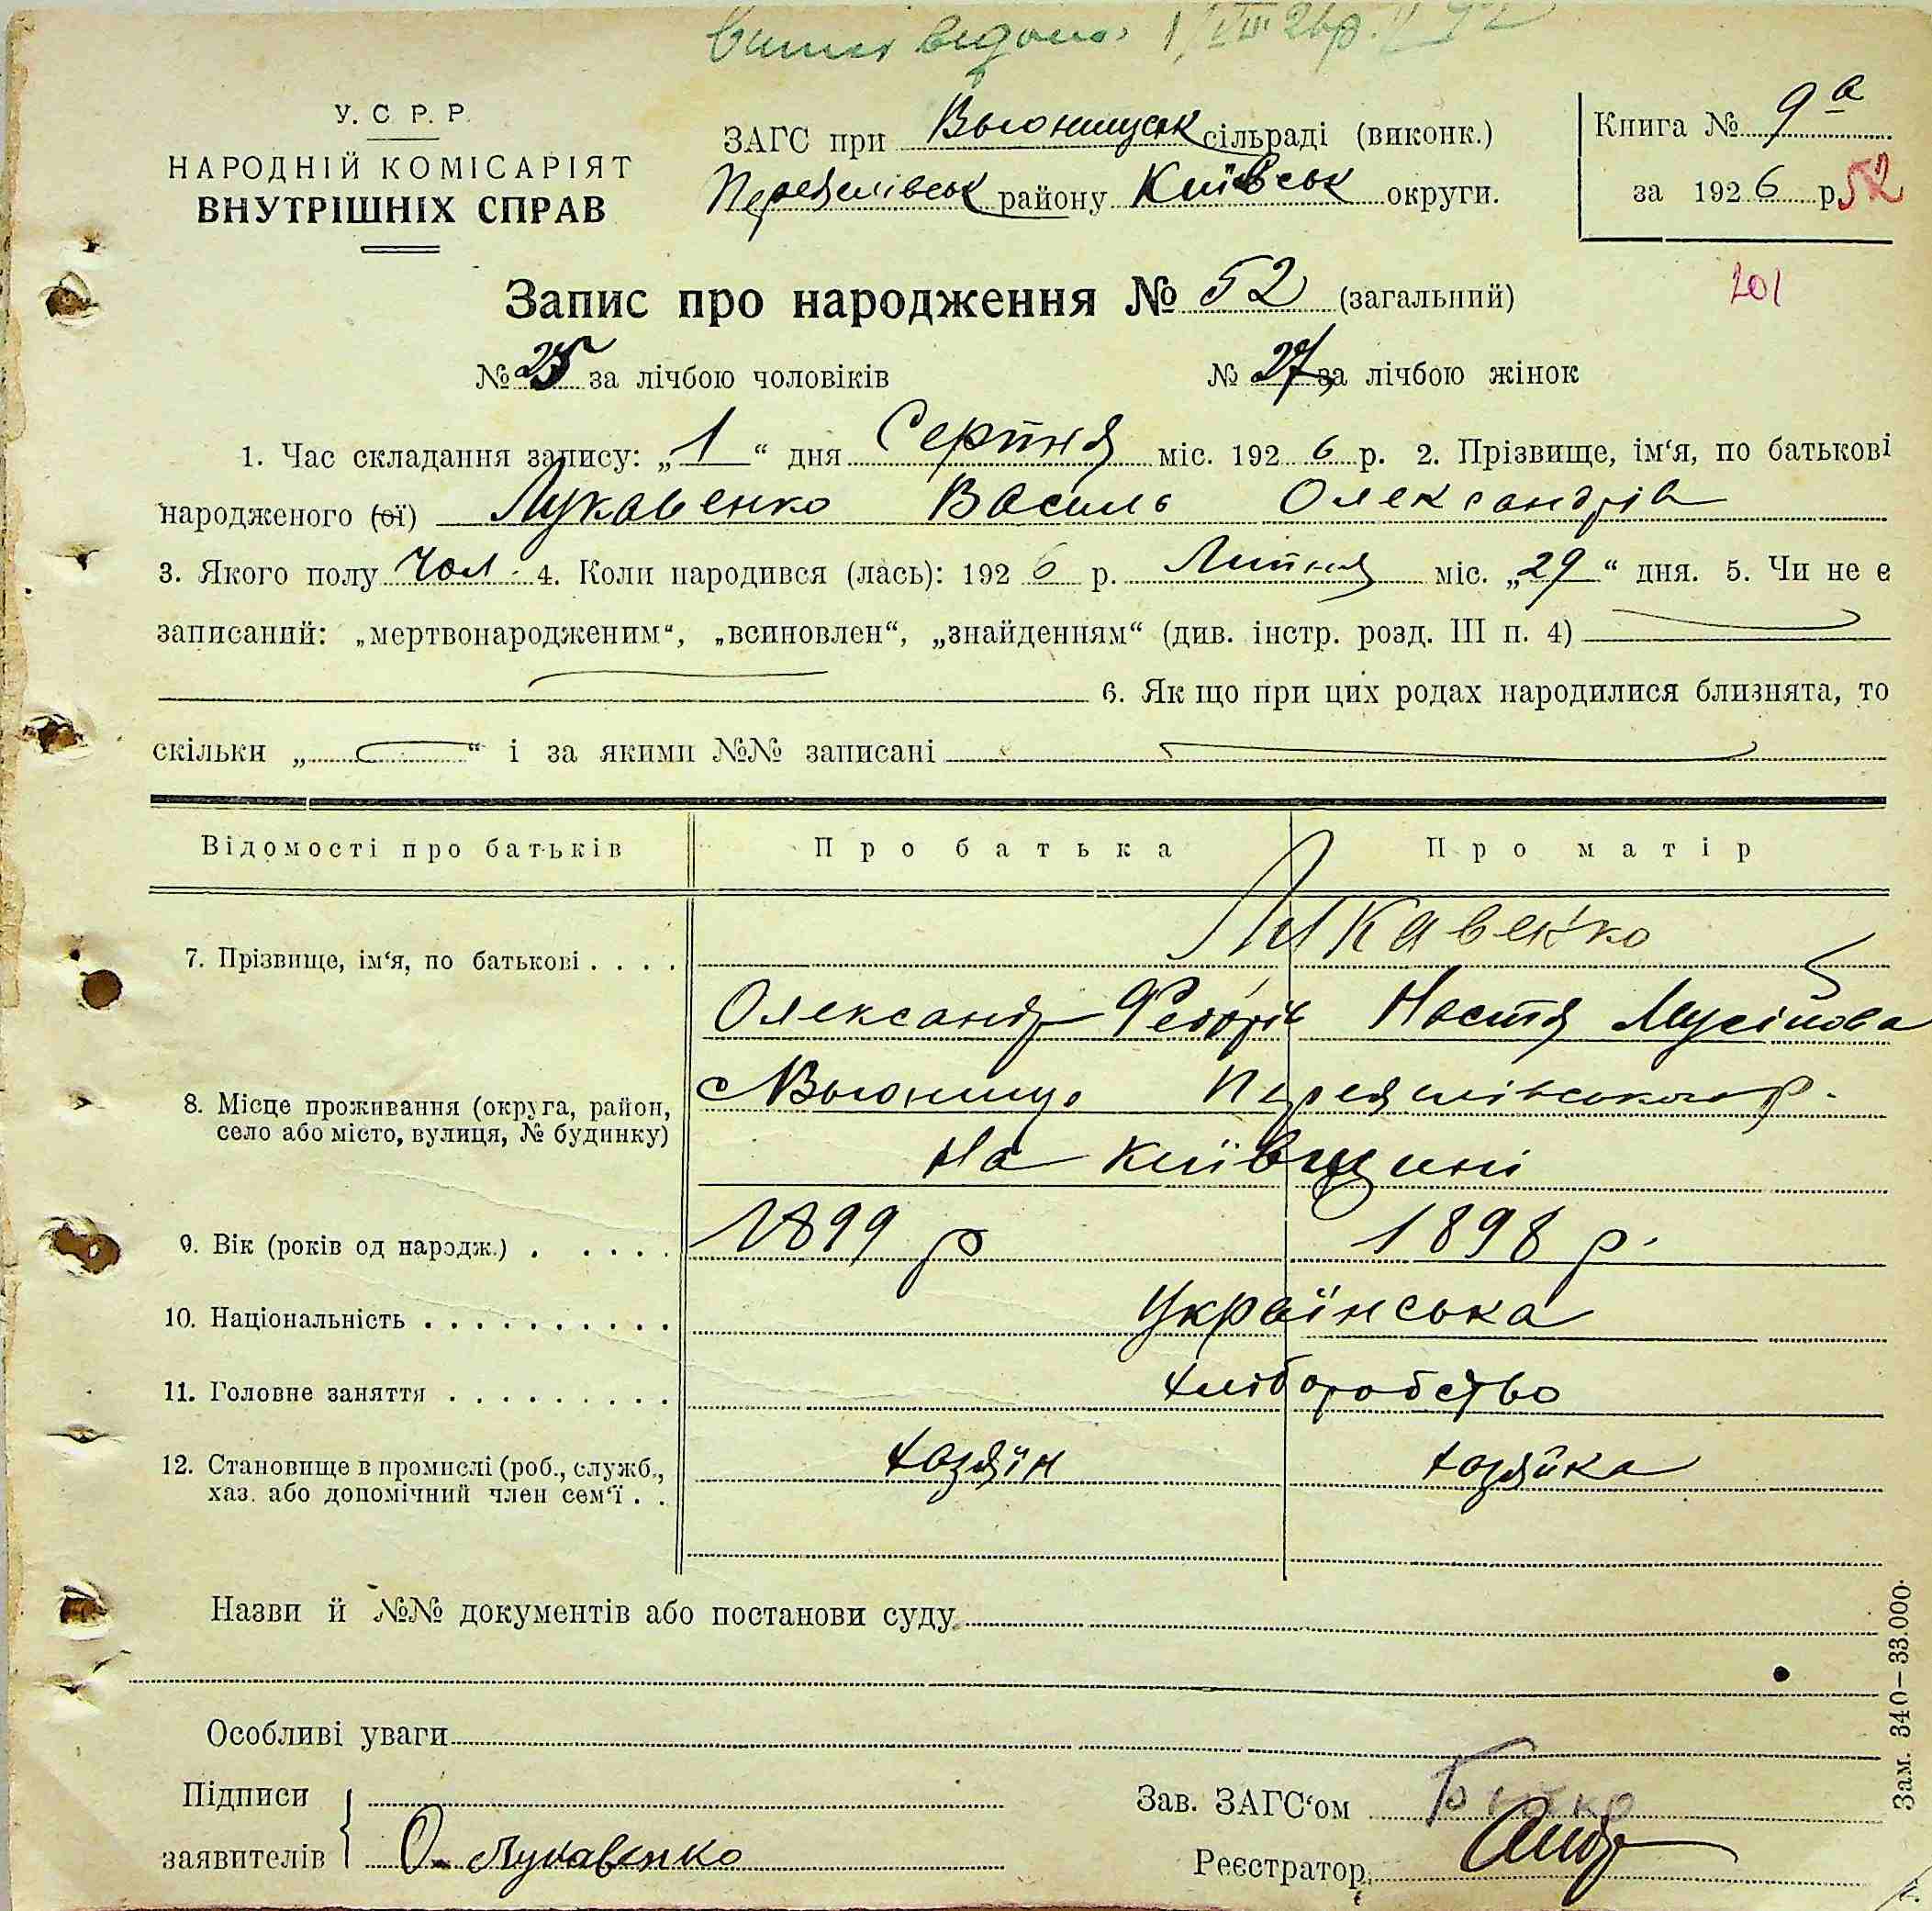 У. С. Р. Р.
НАРОДНІЙ КОМІСАРІЯТ
ВНУТРІШНІХ СПРАВ
ЗАГС при Вьюнищськ сільраді (виконк.)
Переяслівськ району Київськ округи.
Книга № 9а
за 1926 р. 52
201
Запис про народження № 52 (загальний)
№ 25 за лічбою чоловіків № 27 за лічбою жінок
1. Час складання запису: „1“ дня Серпня міс. 1926 р. 2. Прізвище, ім‘я, по батькові
народженого (ої) Лукавенко Василь Олександрів
3. Якого полу Чол. 4. Коли народився (лась): 1926 р. Липня міс. „29“ дня. 5. Чи не є
записаний: „мертвонародженим“, „всиновлен“, „знайденням“ (див. інстр. розд. III п. 4)
6. Як що при цих родах народилися близнята, то
скільки „ “ і за якими №№ записані
Відомості про батьків Про батька Про матір
7. Прізвище, ім‘я, по батькові . . . . Лукавенко
Олександр Федорів Настя Мусіпова
8. Місце проживання (округа, район,
село або місто, вулиця, № будинку)
с Вьюнищо Переяслівського р.
На Київщині
9. Вік (років од народж.) . . . . . 1899 р 1898 р.
10. Національність . . . . . . . . . . Українська
11. Головне заняття . . . . . . . . . хліборобство
12. Становище в промислі (роб., служб.,
хаз. або допомічний член сем‘ї . .
хозяїн хозяйка
Назви й №№ документів або постанови суду
Особливі уваги
Підписи
заявителів О. Лукавенко
Зав. ЗАГС‘ом
Реєстратор
Зам. 340—33.000.